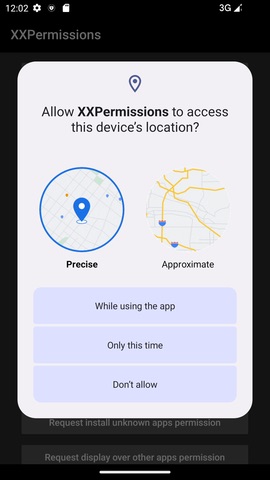 12:02
3G
XXPermissions
Allow XXPermissions to access
this device's location?
Precise
Approximate
While using the app
Only this time
Don't allow
Request install unknown apps permission
Request display over other apps permission